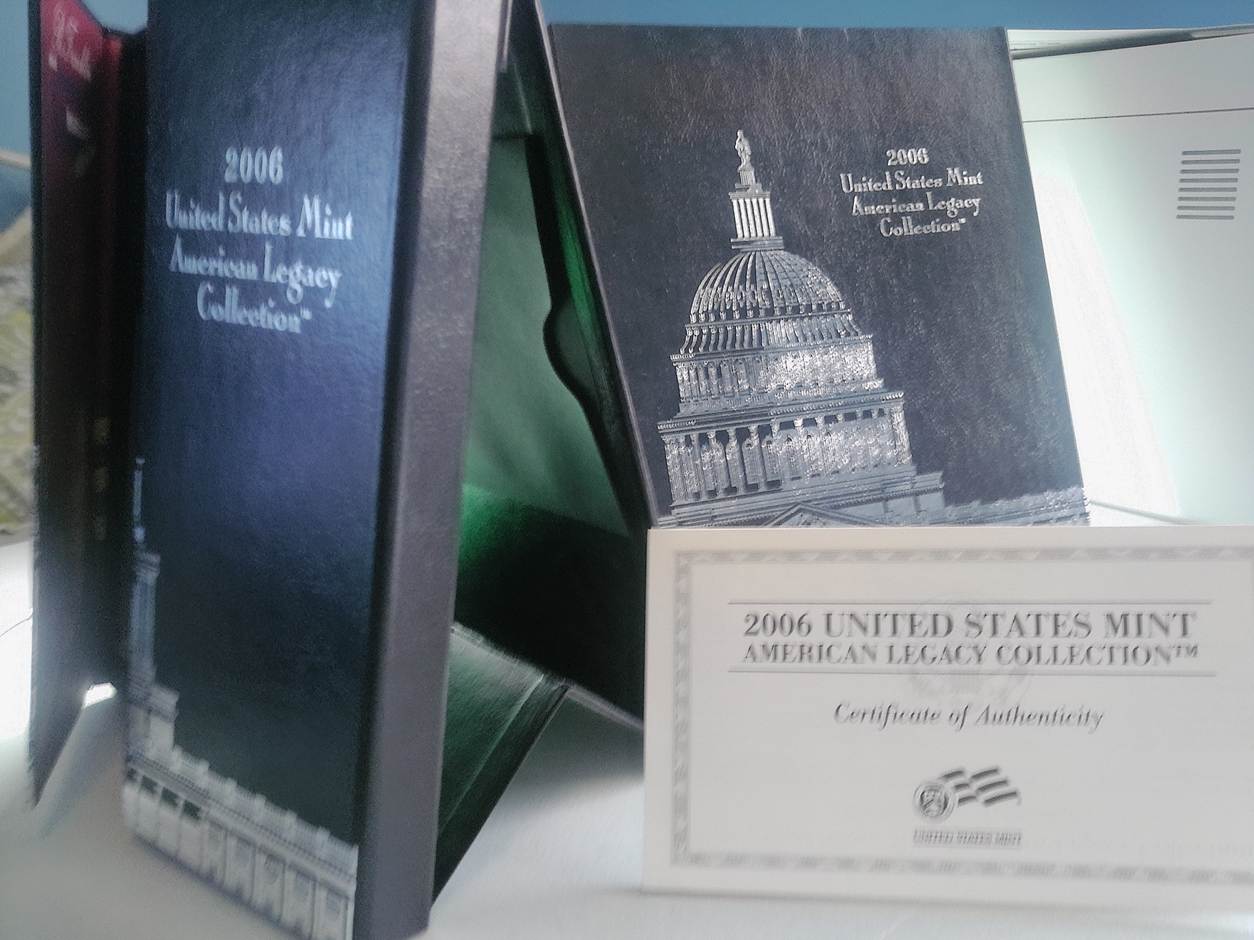 2006
United States Mint
American Legacy
Collection™
2006
United States Mint
American Legacy
Collection™
2006 UNITED STATES MINT
AMERICAN LEGACY COLLECTION™
Certificate of Authenticity
UNITED STATES MINT